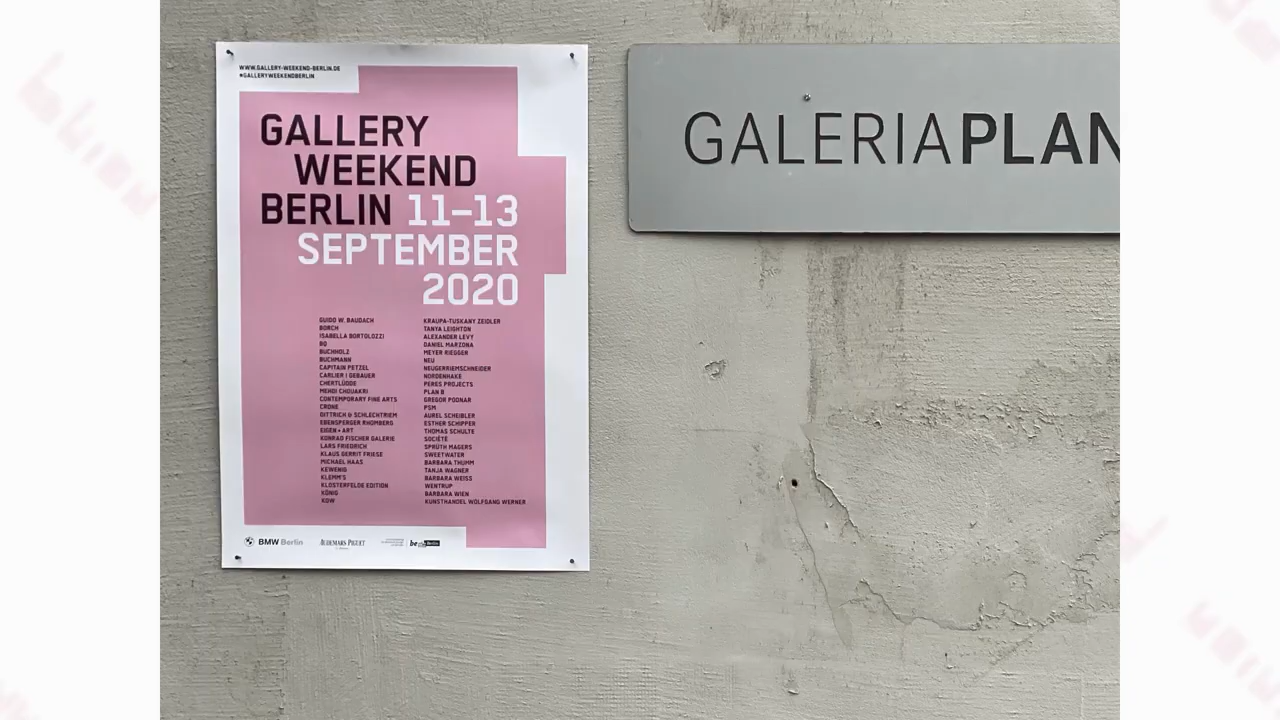 WWW.GALLERY-WEEKEND-BERLIN.DE
#GALLERYWEEKENDBERLIN
GALLERY
WEEKEND
BERLIN 11–13
SEPTEMBER
2020
GUIDO W. BAUDACH
BORCH
ISABELLA BORTOLOZZI
BQ
BUCHHOLZ
BUCHMANN
CAPITAIN PETZEL
CARLIER | GEBAUER
CHERTLÜDDE
MEHDI CHOUAKRI
CONTEMPORARY FINE ARTS
CRONE
DITTRICH & SCHLECHTRIEM
EBENSPERGER RHOMBERG
EIGEN + ART
KONRAD FISCHER GALERIE
LARS FRIEDRICH
KLAUS GERRIT FRIESE
MICHAEL HAAS
KEWENIG
KLEMM'S
KLOSTERFELDE EDITION
KÖNIG
KOW
KRAUPA-TUSKANY ZEIDLER
TANYA LEIGHTON
ALEXANDER LEVY
DANIEL MARZONA
MEYER RIEGGER
NEU
NEUGERRIEMSCHNEIDER
NORDENHAKE
PERES PROJECTS
PLAN B
GREGOR PODNAR
PSM
AUREL SCHEIBLER
ESTHER SCHIPPER
THOMAS SCHULTE
SOCIÉTÉ
SPRÜTH MAGERS
SWEETWATER
BARBARA THUMM
TANJA WAGNER
BARBARA WEISS
WENTRUP
BARBARA WIEN
KUNSTHANDEL WOLFGANG WERNER
BMW Berlin
AUDEMARS PIGUET
be Berlin
GALERIAPLAN